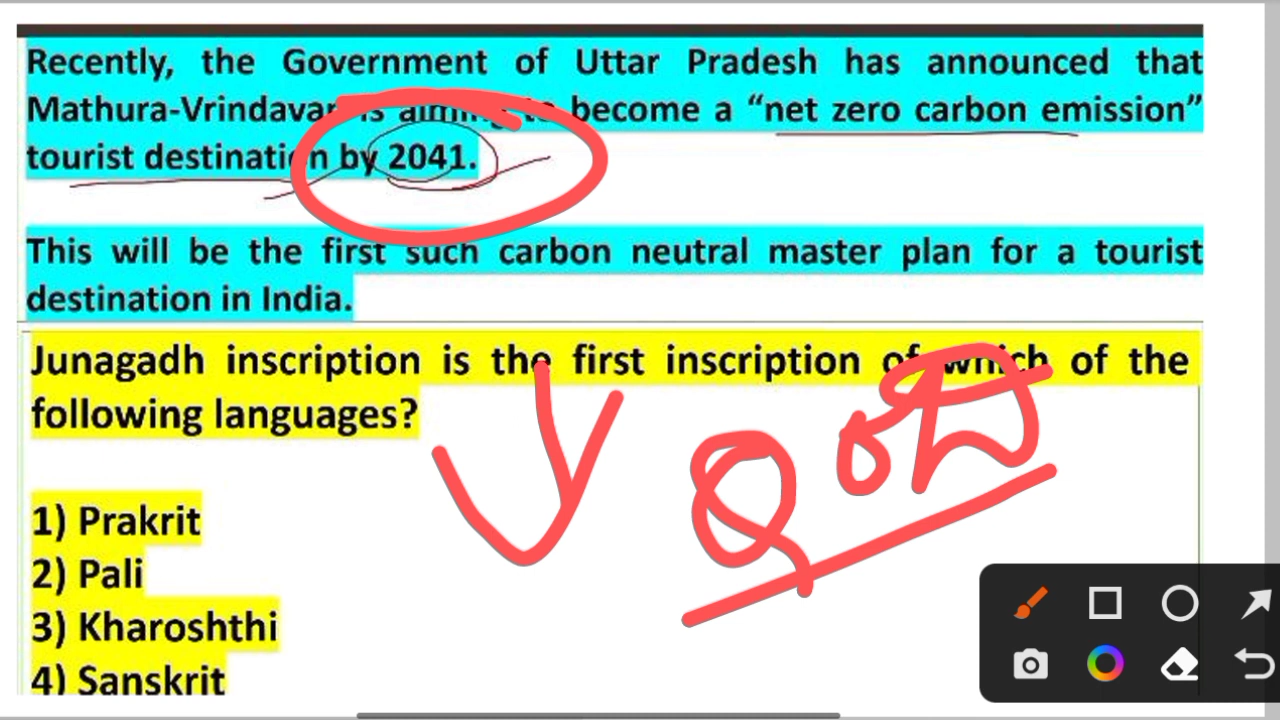 Recently, the Government of Uttar Pradesh has announced that
Mathura-Vrindavan is aiming to become a “net zero carbon emission”
tourist destination by 2041.
This will be the first such carbon neutral master plan for a tourist
destination in India.
Junagadh inscription is the first inscription of which of the
following languages?
1) Prakrit
2) Pali
3) Kharoshthi
4) Sanskrit